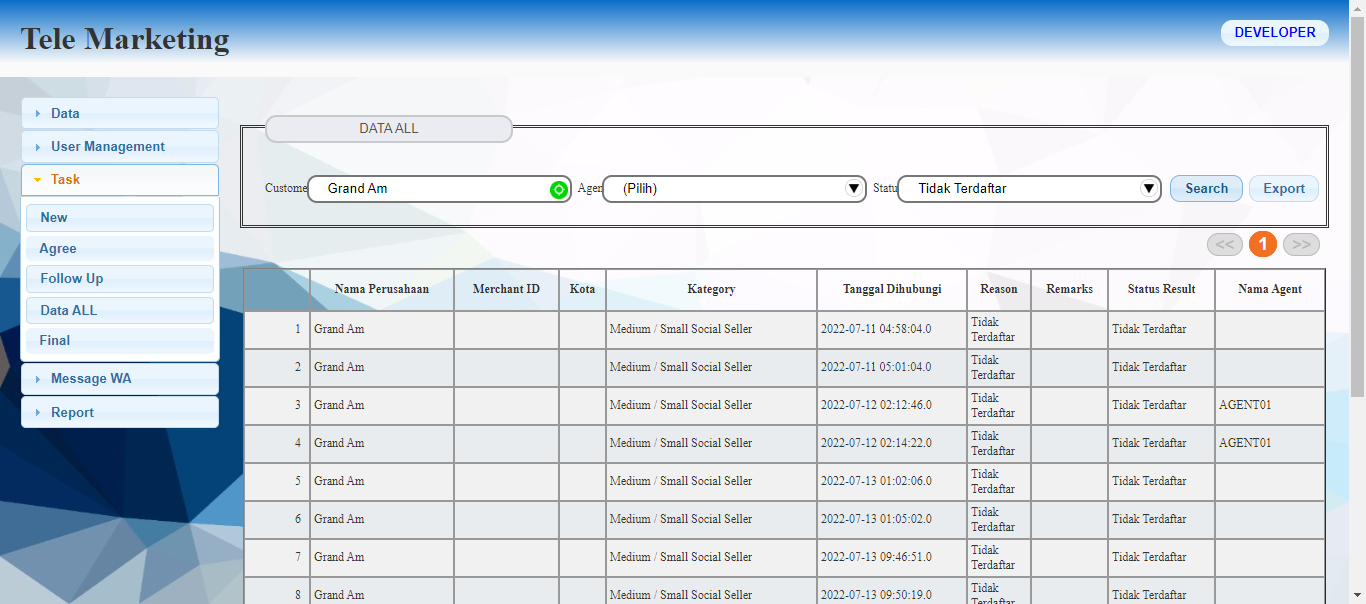 Tele Marketing
DEVELOPER
Data
User Management
Task
New
Agree
Follow Up
Data ALL
Final
Message WA
Report
DATA ALL
Custome Grand Am Agen (Pilih) Statu Tidak Terdaftar Search Export
<< 1 >>
Nama Perusahaan Merchant ID Kota Kategory Tanggal Dihubungi Reason Remarks Status Result Nama Agent
1 Grand Am Medium / Small Social Seller 2022-07-11 04:58:04.0 Tidak Terdaftar Tidak Terdaftar
2 Grand Am Medium / Small Social Seller 2022-07-11 05:01:04.0 Tidak Terdaftar Tidak Terdaftar
3 Grand Am Medium / Small Social Seller 2022-07-12 02:12:46.0 Tidak Terdaftar Tidak Terdaftar AGENT01
4 Grand Am Medium / Small Social Seller 2022-07-12 02:14:22.0 Tidak Terdaftar Tidak Terdaftar AGENT01
5 Grand Am Medium / Small Social Seller 2022-07-13 01:02:06.0 Tidak Terdaftar Tidak Terdaftar
6 Grand Am Medium / Small Social Seller 2022-07-13 01:05:02.0 Tidak Terdaftar Tidak Terdaftar
7 Grand Am Medium / Small Social Seller 2022-07-13 09:46:51.0 Tidak Terdaftar Tidak Terdaftar
8 Grand Am Medium / Small Social Seller 2022-07-13 09:50:19.0 Tidak Terdaftar Tidak Terdaftar